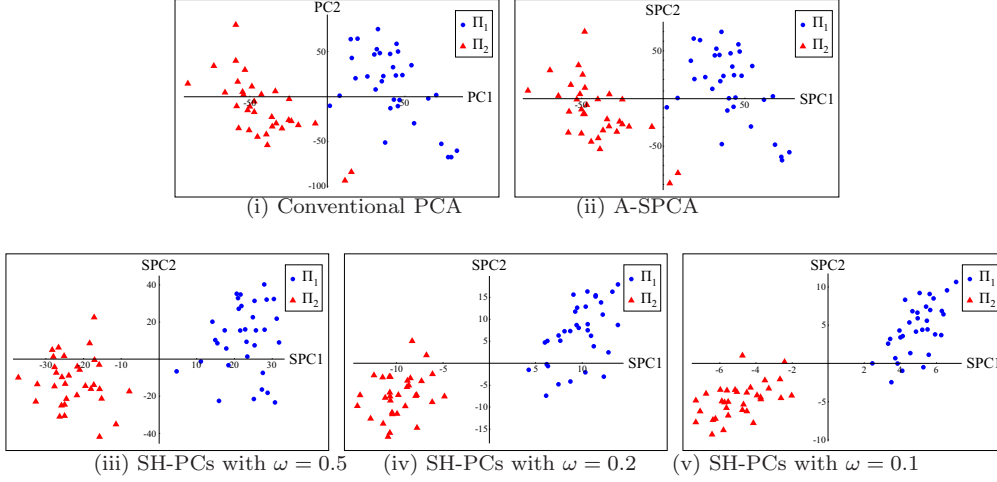 PC2
Π1
Π2
50
PC1
-50
50
-50
-100
(i) Conventional PCA
SPC2
Π1
Π2
50
SPC1
-50
50
-50
(ii) A-SPCA
SPC2
Π1
Π2
40
20
SPC1
-30
-20
-10
10
20
30
-20
-40
(iii) SH-PCs with ω = 0.5
SPC2
Π1
Π2
15
10
5
SPC1
-10
-5
5
10
-5
-10
-15
(iv) SH-PCs with ω = 0.2
SPC2
Π1
Π2
10
5
SPC1
-6
-4
-2
2
4
6
-5
-10
(v) SH-PCs with ω = 0.1